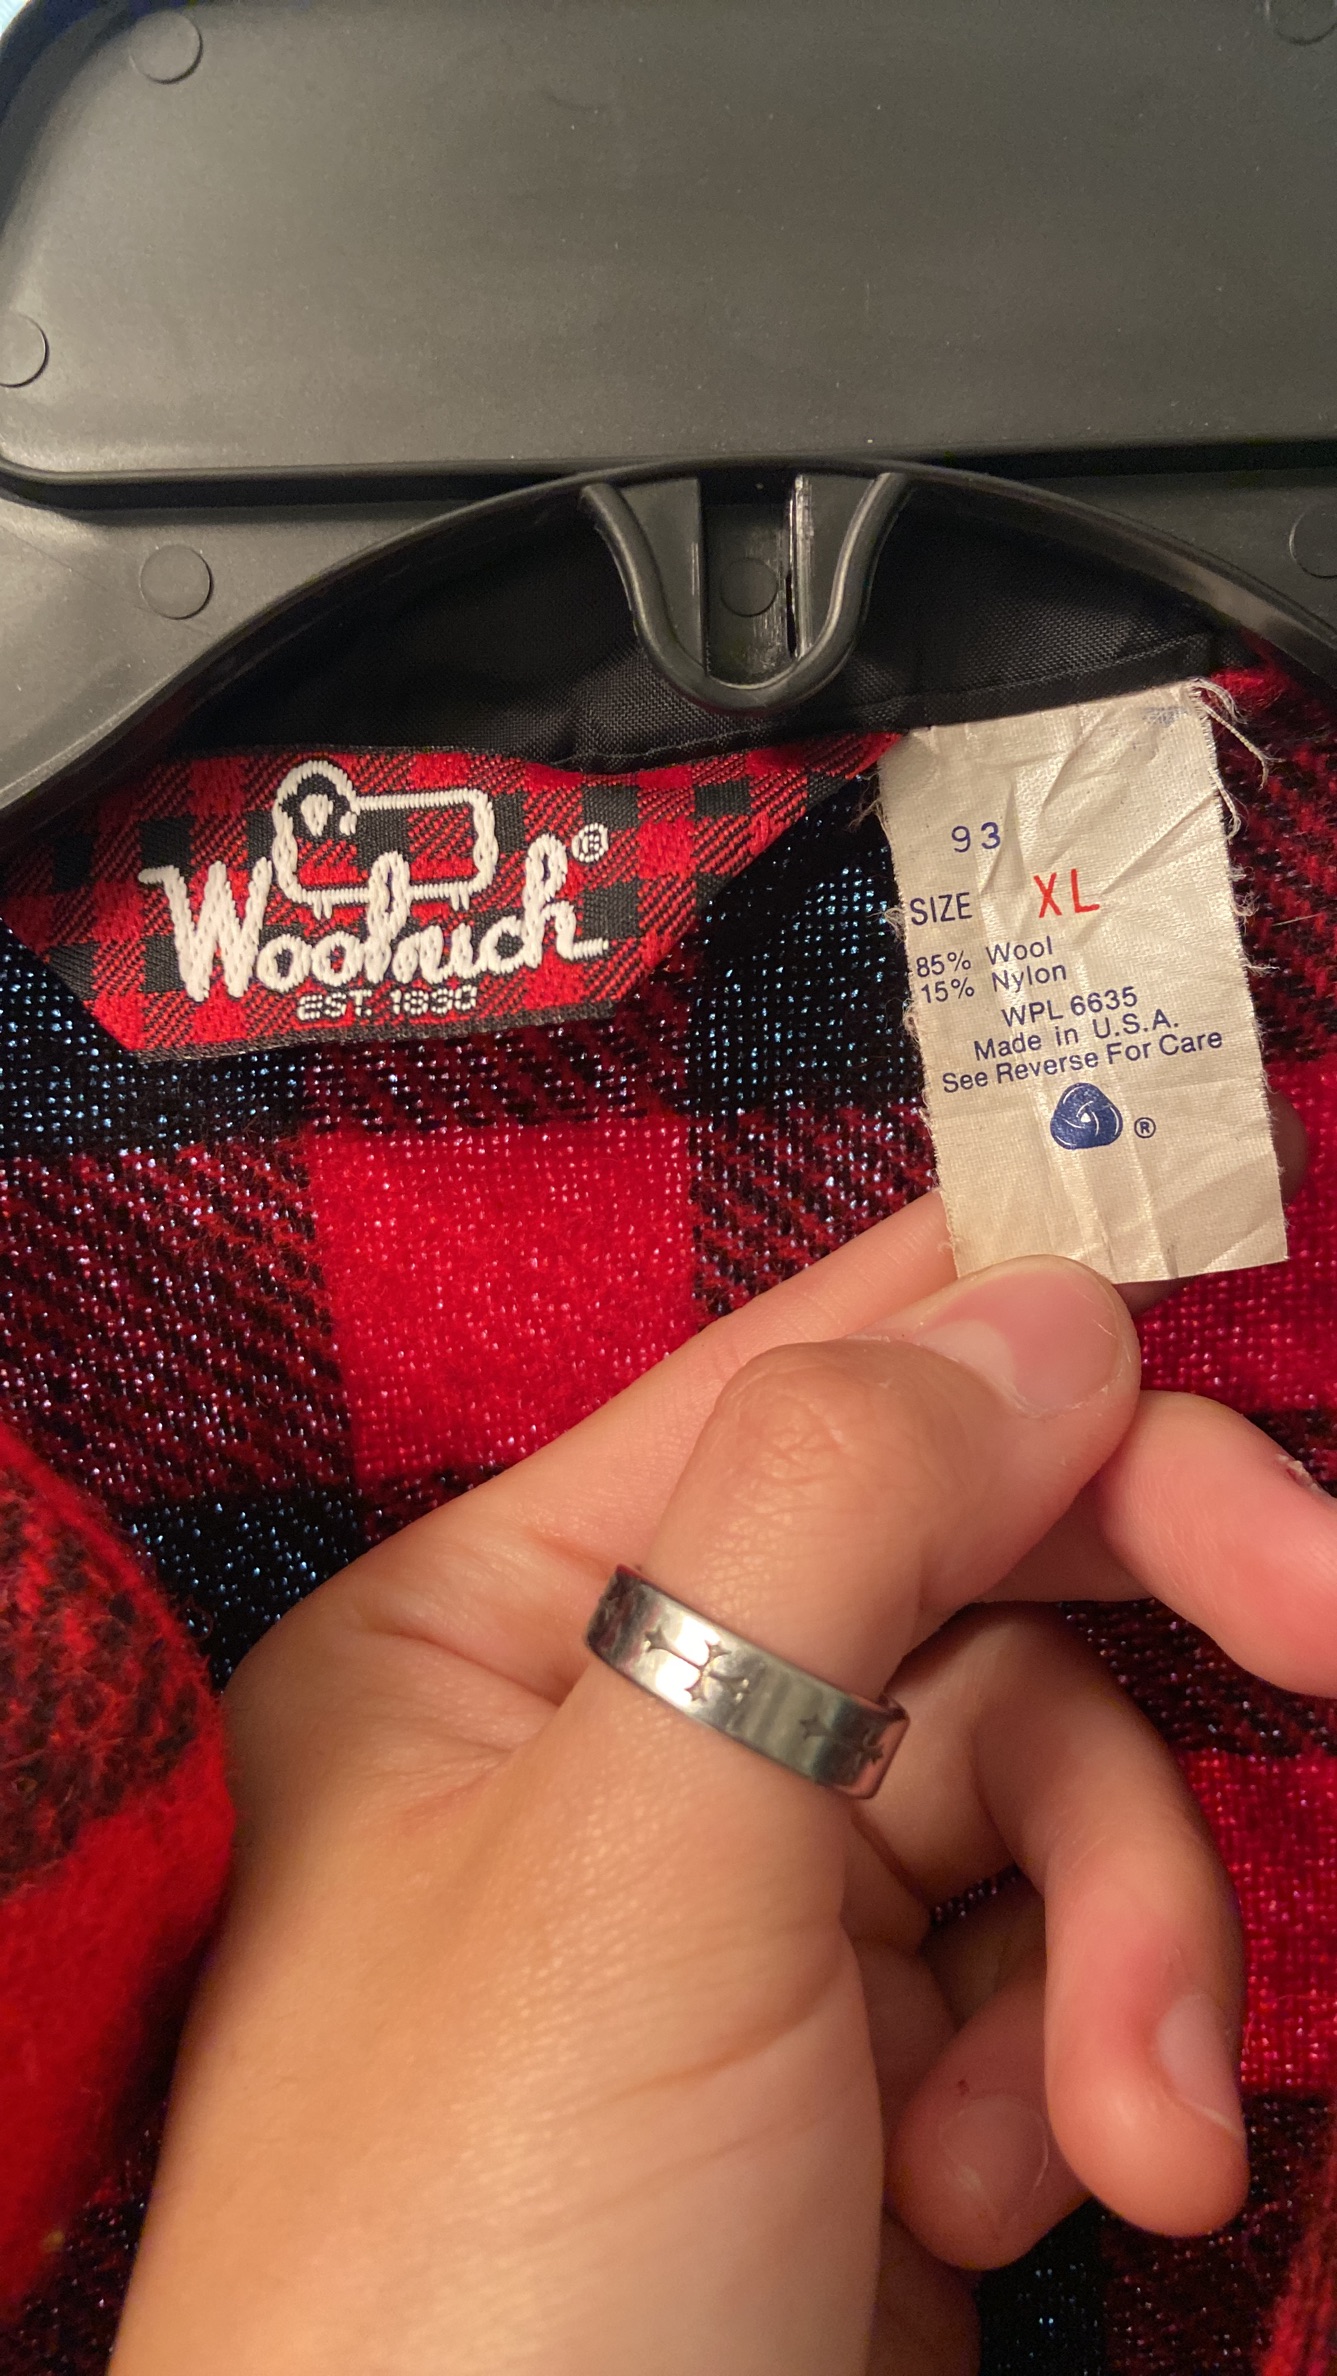 Woolrich®
EST. 1830
93
SIZE XL
85% Wool
15% Nylon
WPL 6635
Made in U.S.A.
See Reverse For Care
®